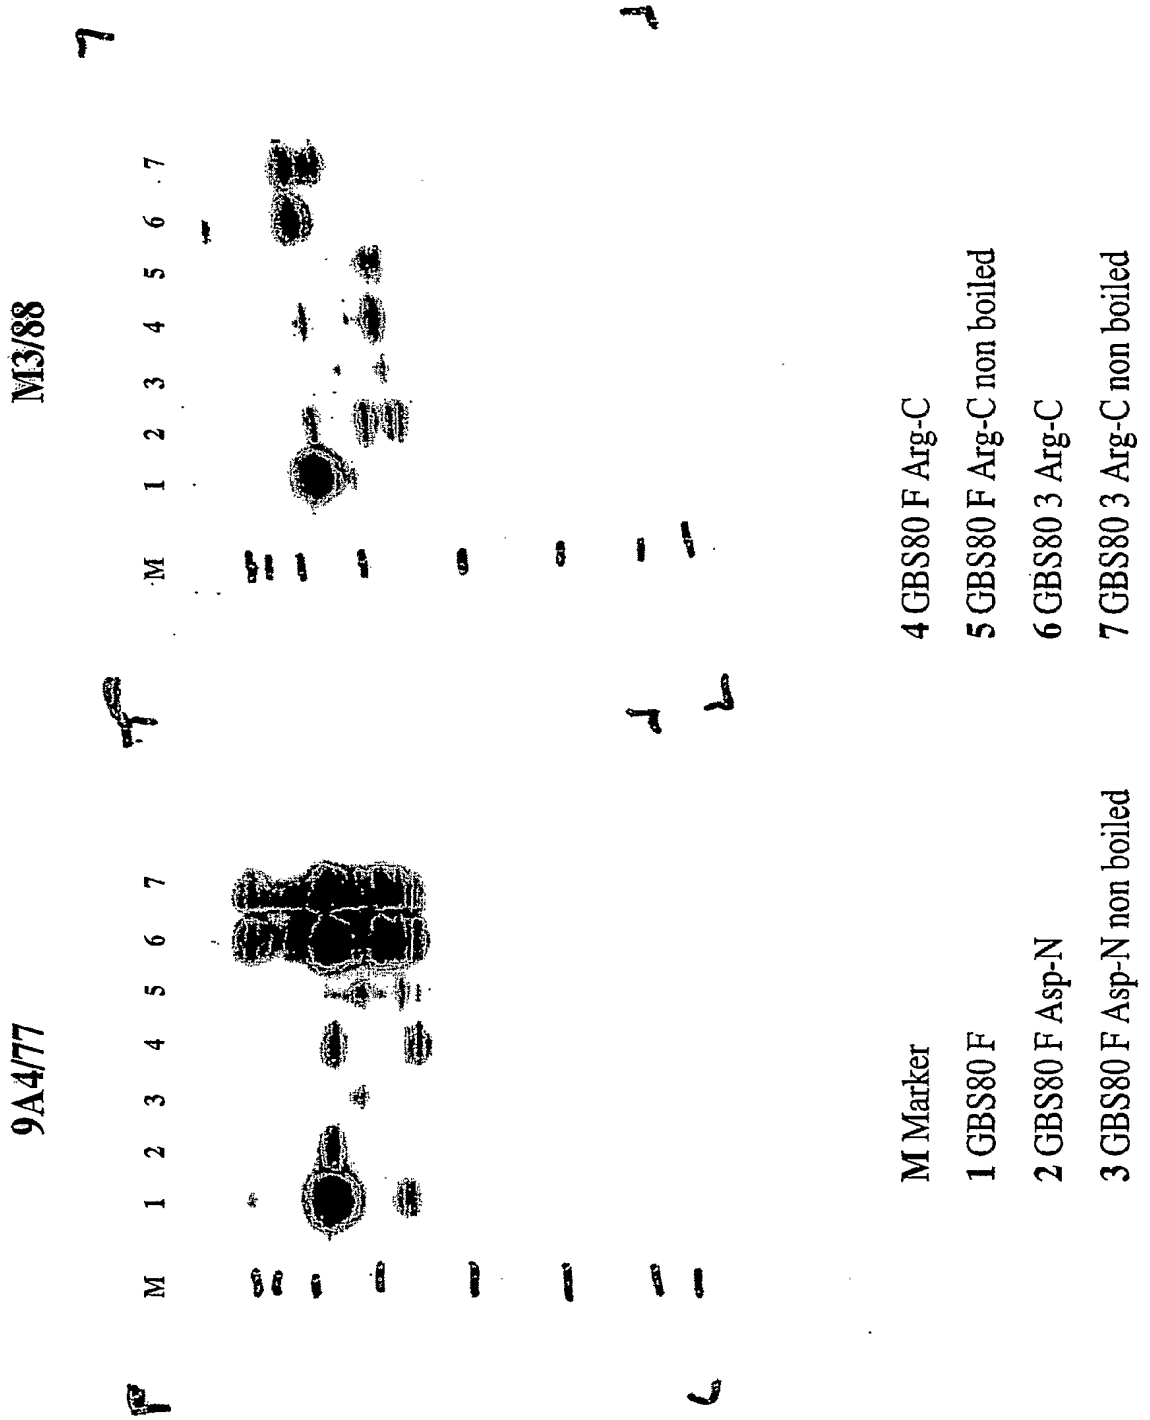 9A4/77
M 1 2 3 4 5 6 7
M3/88
M 1 2 3 4 5 6 7
M Marker
1 GBS80 F
2 GBS80 F Asp-N
3 GBS80 F Asp-N non boiled
4 GBS80 F Arg-C
5 GBS80 F Arg-C non boiled
6 GBS80 3 Arg-C
7 GBS80 3 Arg-C non boiled